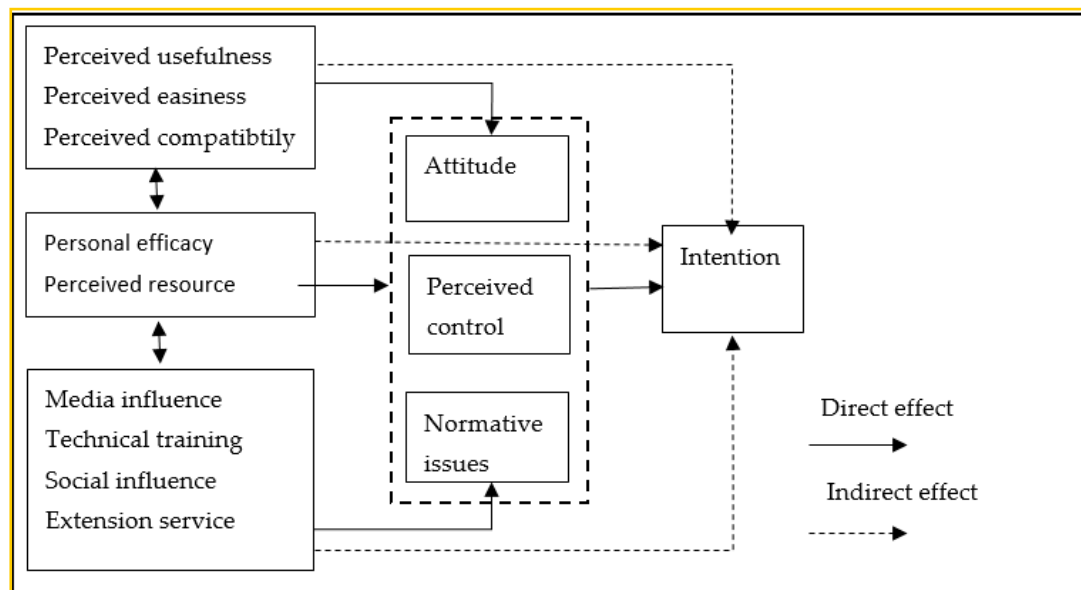 Perceived usefulness
Perceived easiness
Perceived compatibtily
Personal efficacy
Perceived resource
Media influence
Technical training
Social influence
Extension service
Attitude
Perceived
control
Normative
issues
Intention
Direct effect
Indirect effect